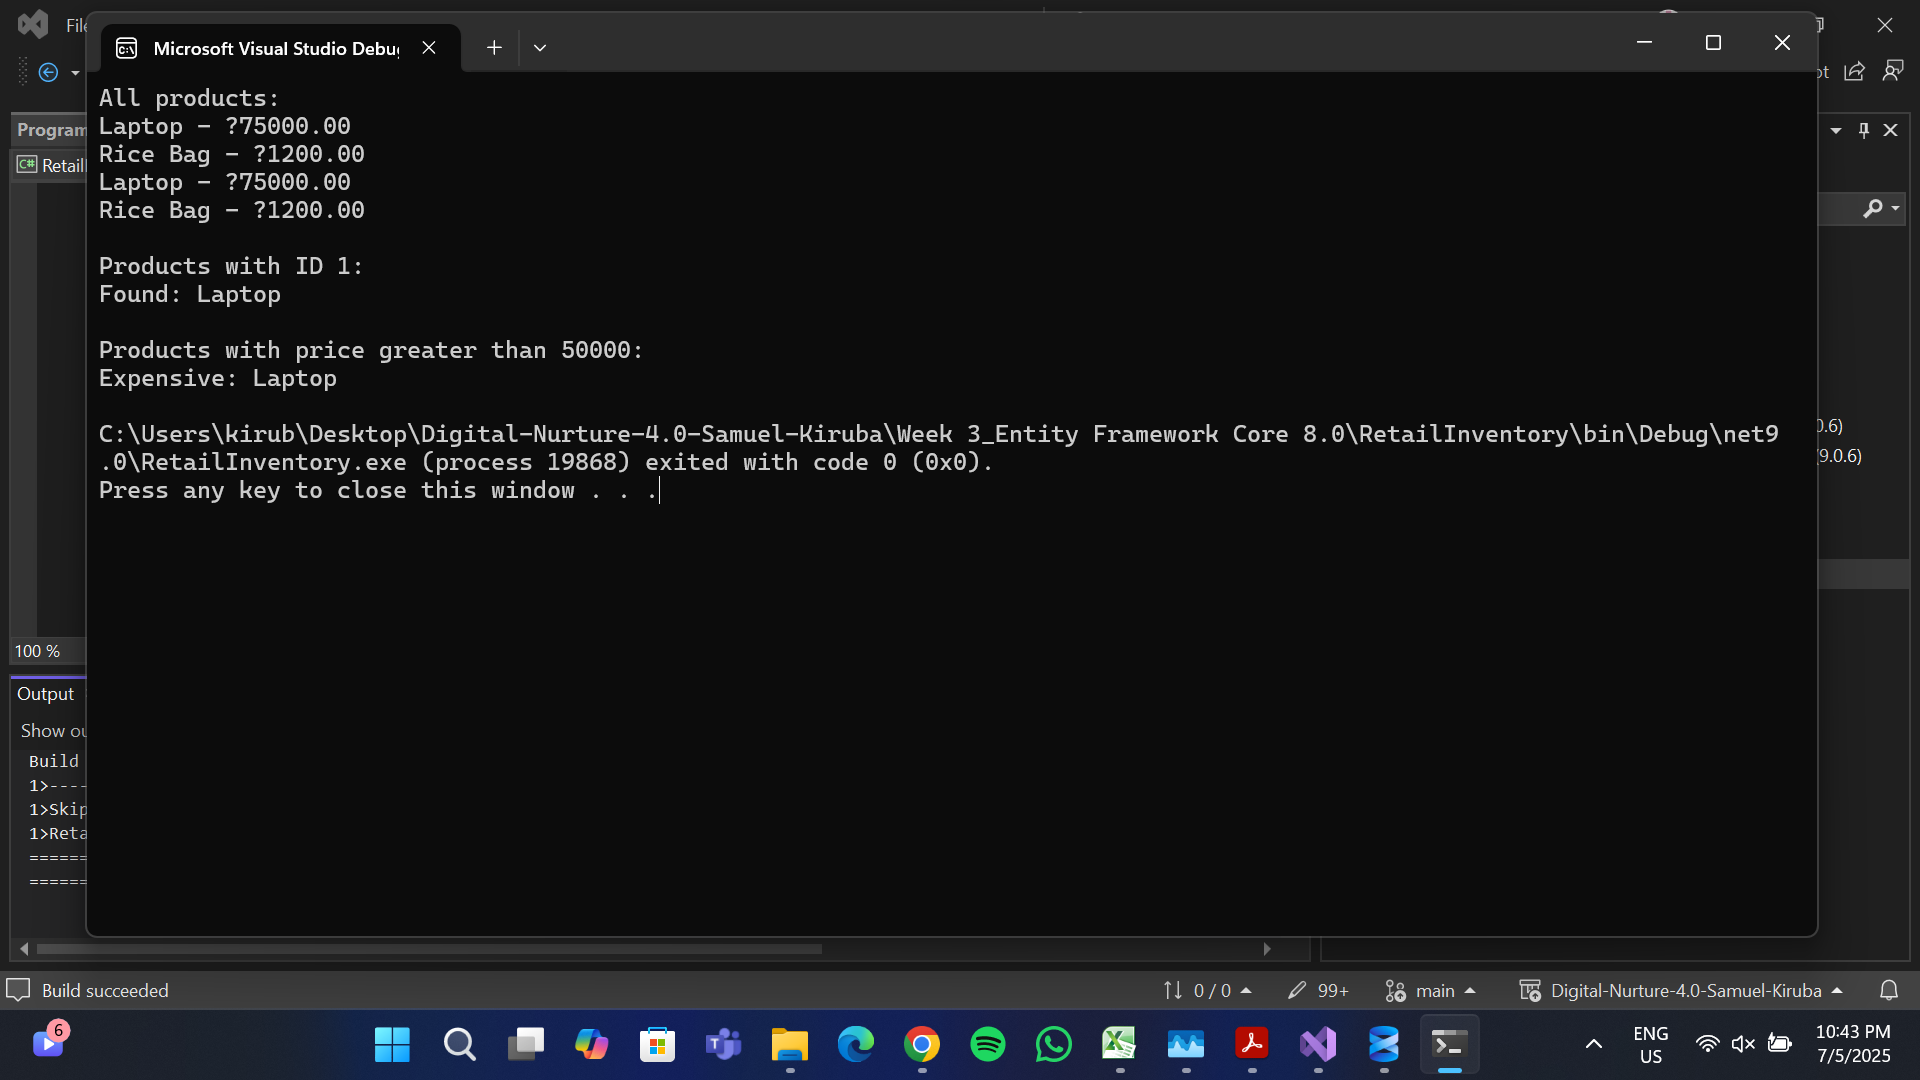 Microsoft Visual Studio Debu
All products:
Laptop - ?75000.00
Rice Bag - ?1200.00
Laptop - ?75000.00
Rice Bag - ?1200.00
Products with ID 1:
Found: Laptop
Products with price greater than 50000:
Expensive: Laptop
C:\Users\kirub\Desktop\Digital-Nurture-4.0-Samuel-Kiruba\Week 3_Entity Framework Core 8.0\RetailInventory\bin\Debug\net9
.0\RetailInventory.exe (process 19868) exited with code 0 (0x0).
Press any key to close this window . . .
Program
C# Retail
0.6)
(9.0.6)
100 %
Output
Show ou
Build
1>----
1>Skip
1>Reta
======
======
Build succeeded
0 / 0
99+
main
Digital-Nurture-4.0-Samuel-Kiruba
6
ENG
US
10:43 PM
7/5/2025